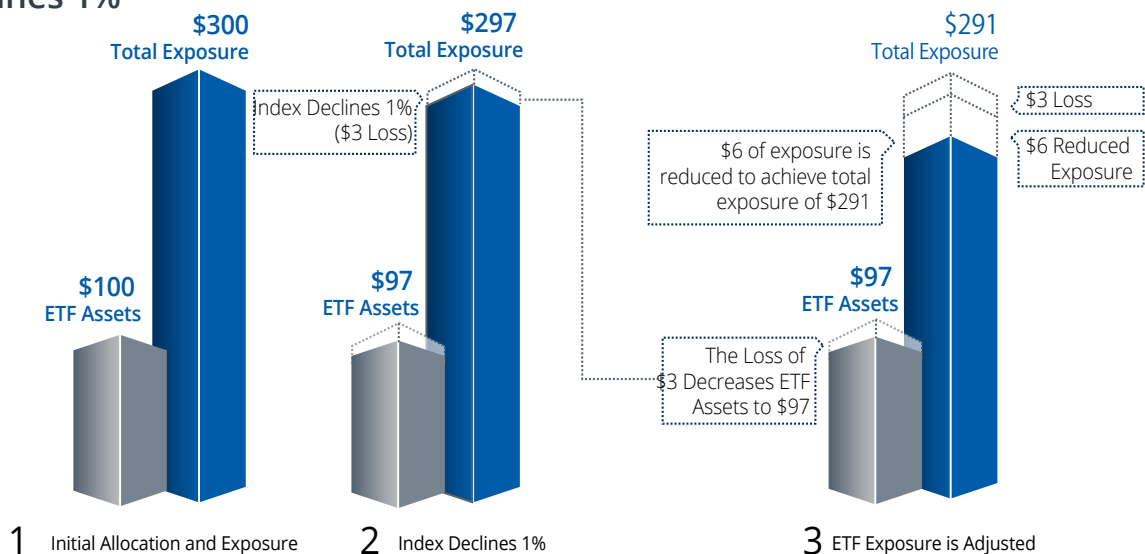 lines 1%
$300
Total Exposure
$297
Total Exposure
$291
Total Exposure
Index Declines 1%
($3 Loss)
$3 Loss
$6 Reduced
Exposure
$6 of exposure is
reduced to achieve total
exposure of $291
$100
ETF Assets
$97
ETF Assets
$97
ETF Assets
The Loss of
$3 Decreases ETF
Assets to $97
1 Initial Allocation and Exposure
2 Index Declines 1%
3 ETF Exposure is Adjusted